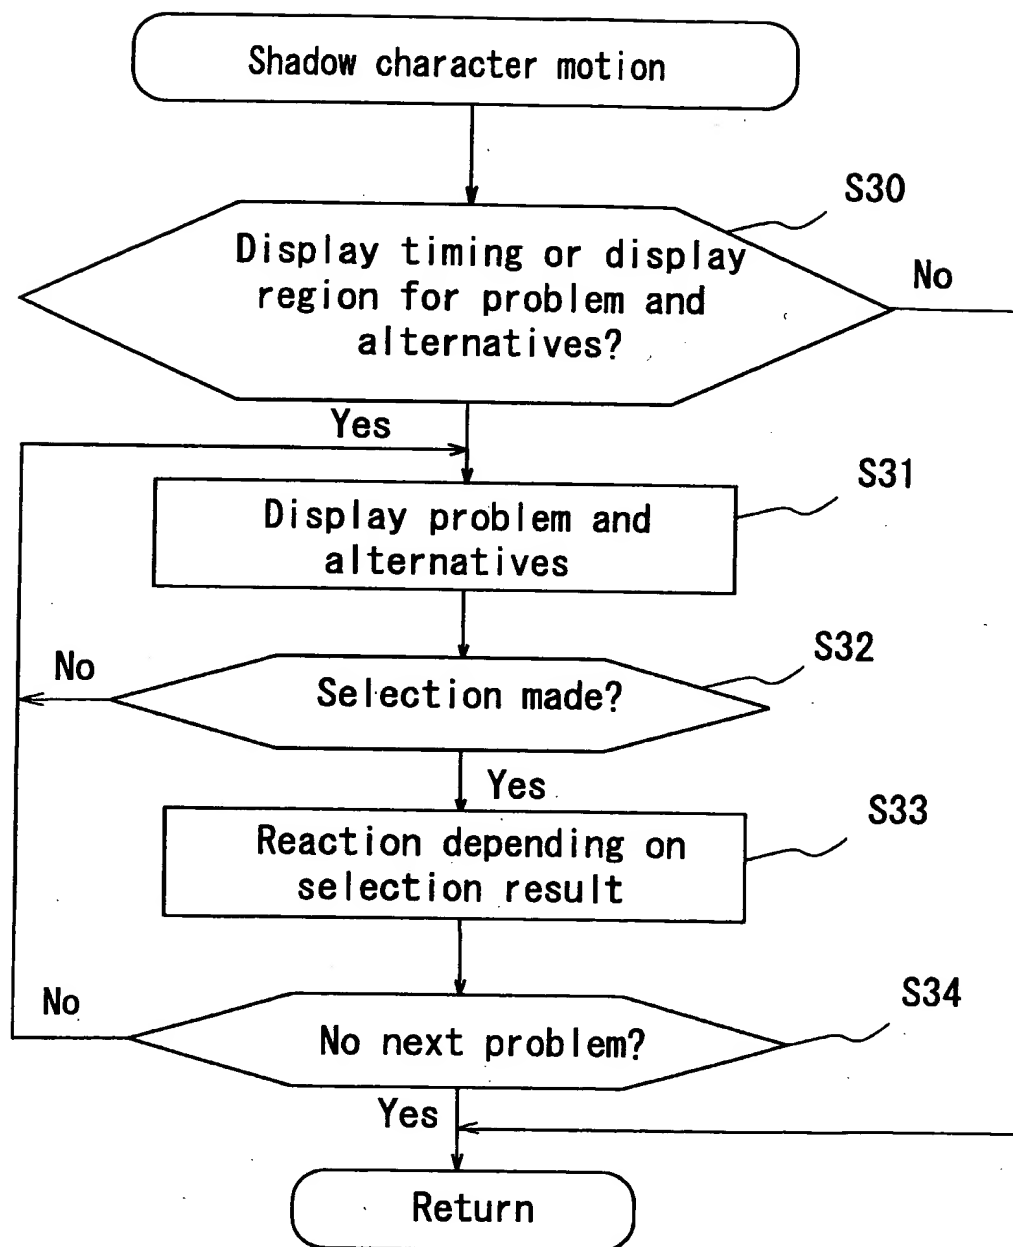 Shadow character motion
S30
Display timing or display
region for problem and
alternatives?
No
Yes
S31
Display problem and
alternatives
S32
No
Selection made?
Yes
S33
Reaction depending on
selection result
S34
No
No next problem?
Yes
Return